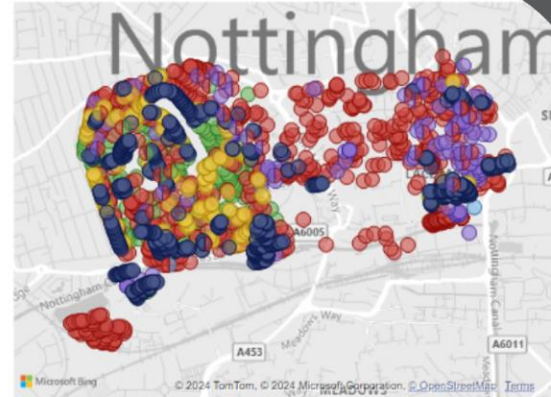 Nottingham
Way
A6005
Nottingham
A453
Meadows Way
Nottingham Canal
A6011
Microsoft Bing
© 2024 TomTom, © 2024 Microsoft Corporation, © OpenStreetMap Terms
MEADOWS